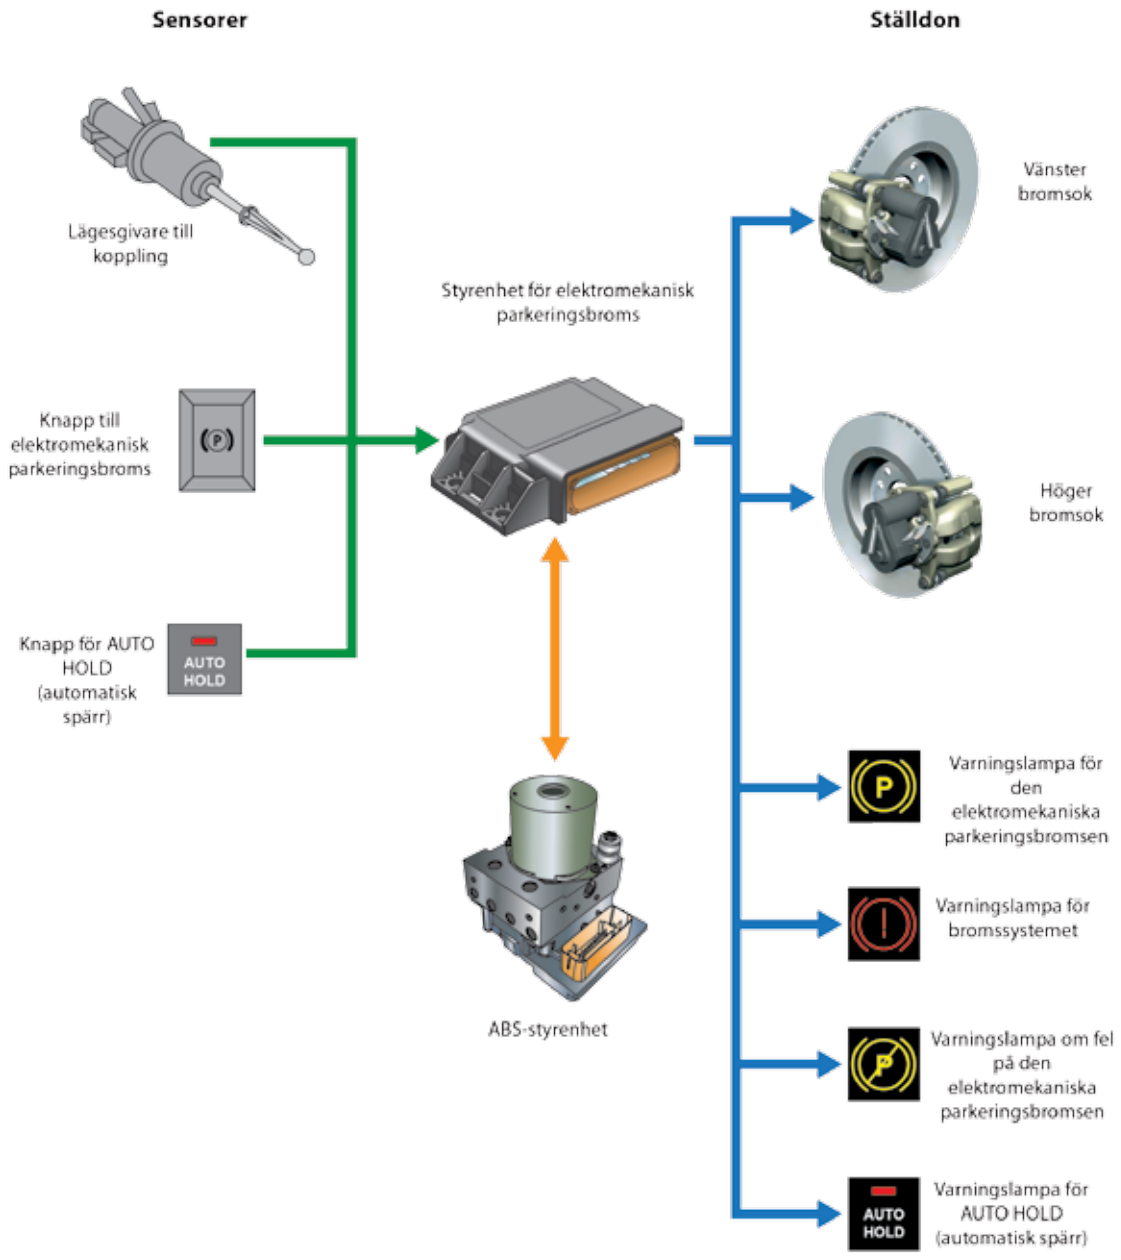 Sensorer
Ställdon
Lägesgivare till
koppling
Vänster
bromsok
Styrenhet för elektromekanisk
parkeringsbroms
Knapp till
elektromekanisk
parkeringsbroms
P
Höger
bromsok
Knapp för AUTO
HOLD
(automatisk
spärr)
AUTO
HOLD
P
Varningslampa för
den
elektromekaniska
parkeringsbromsen
!
Varningslampa för
bromssystemet
ABS-styrenhet
P
Varningslampa om fel
på den
elektromekaniska
parkeringsbromsen
AUTO
HOLD
Varningslampa för
AUTO HOLD
(automatisk spärr)